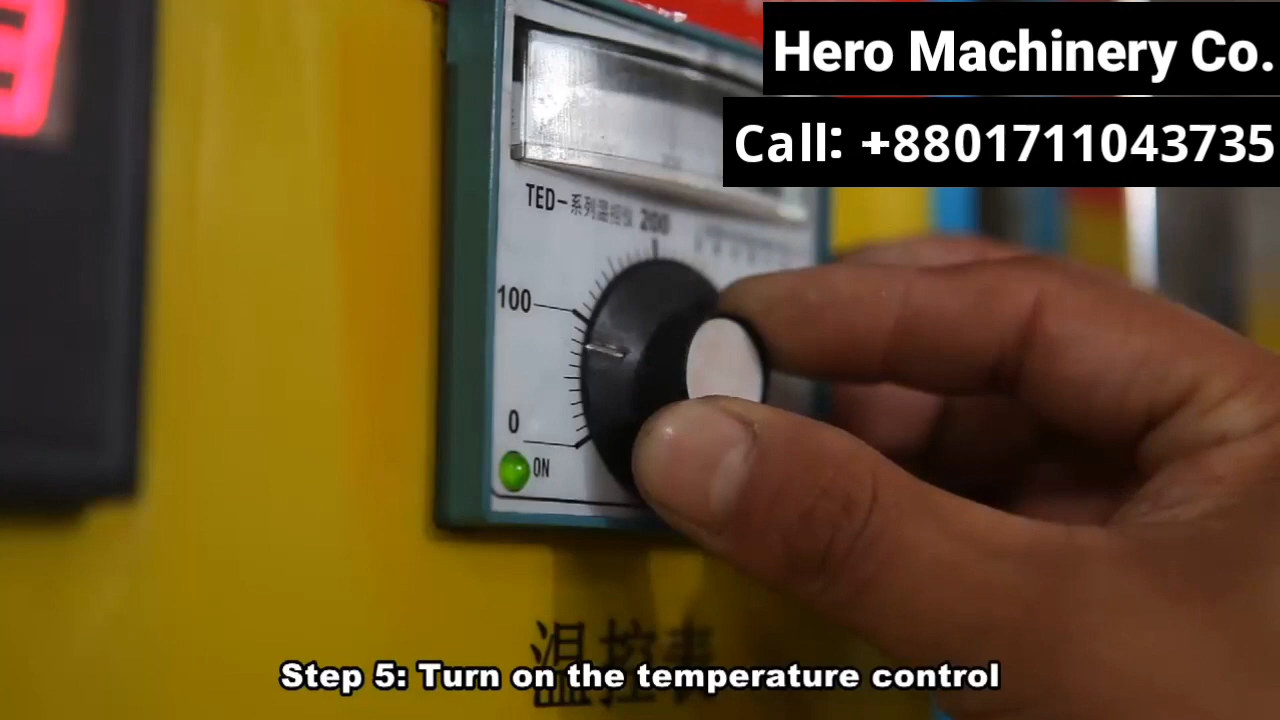 Hero Machinery Co.
Call: +8801711043735
TED-系列温控仪
200
100
0
ON
温控表
Step 5: Turn on the temperature control